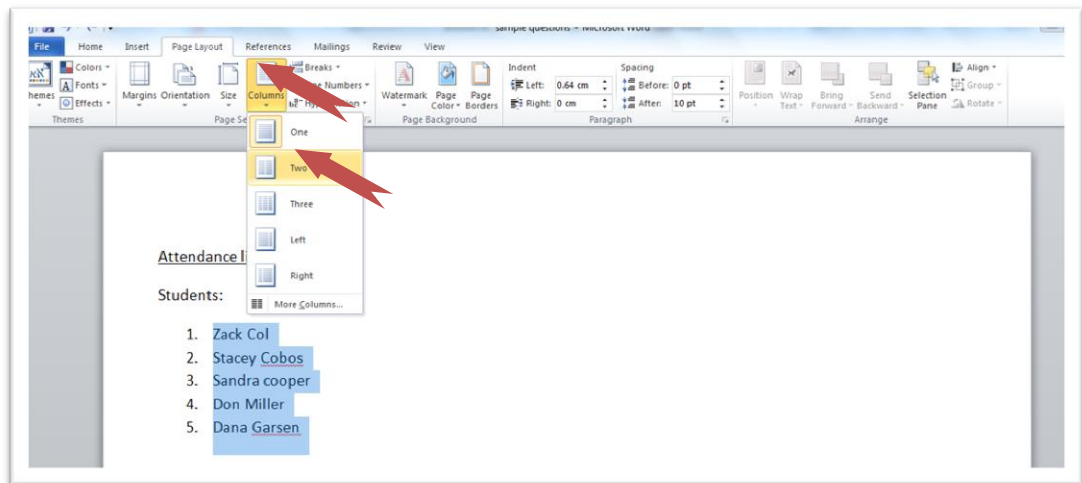 sample questions - Microsoft Word
File Home Insert Page Layout References Mailings Review View
Colors Breaks Indent Spacing Align
Fonts Numbers Left: 0.64 cm Before: 0 pt Group
Effects Margins Orientation Size Columns Watermark Page Color Page Borders Right: 0 cm After: 10 pt Position Wrap Text Bring Forward Send Backward Selection Pane Rotate
Themes Page Background Paragraph Arrange
One
Two
Three
Left
Right
More Columns...
Attendance
Students:
1. Zack Col
2. Stacey Cobos
3. Sandra cooper
4. Don Miller
5. Dana Garsen